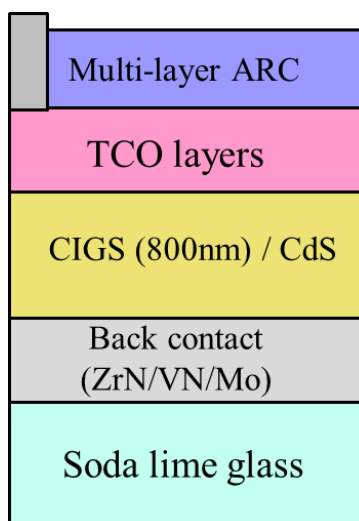 Multi-layer ARC
TCO layers
CIGS (800nm) / CdS
Back contact
(ZrN/VN/Mo)
Soda lime glass